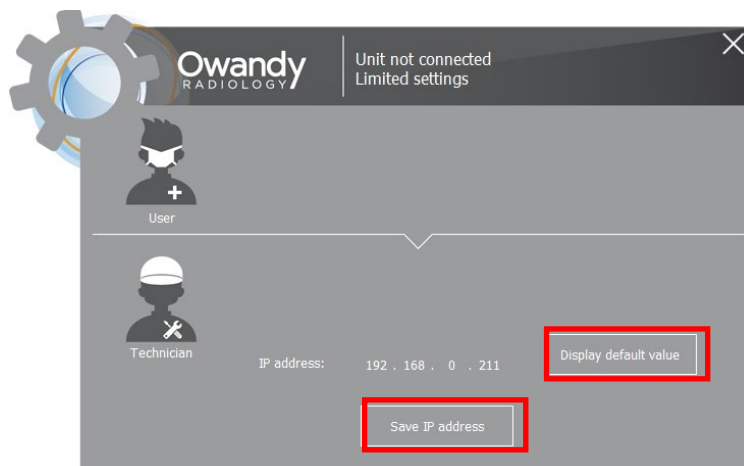 Owandy
RADIOLOGY
Unit not connected
Limited settings
User
Technician
IP address:
192 . 168 . 0 . 211
Display default value
Save IP address